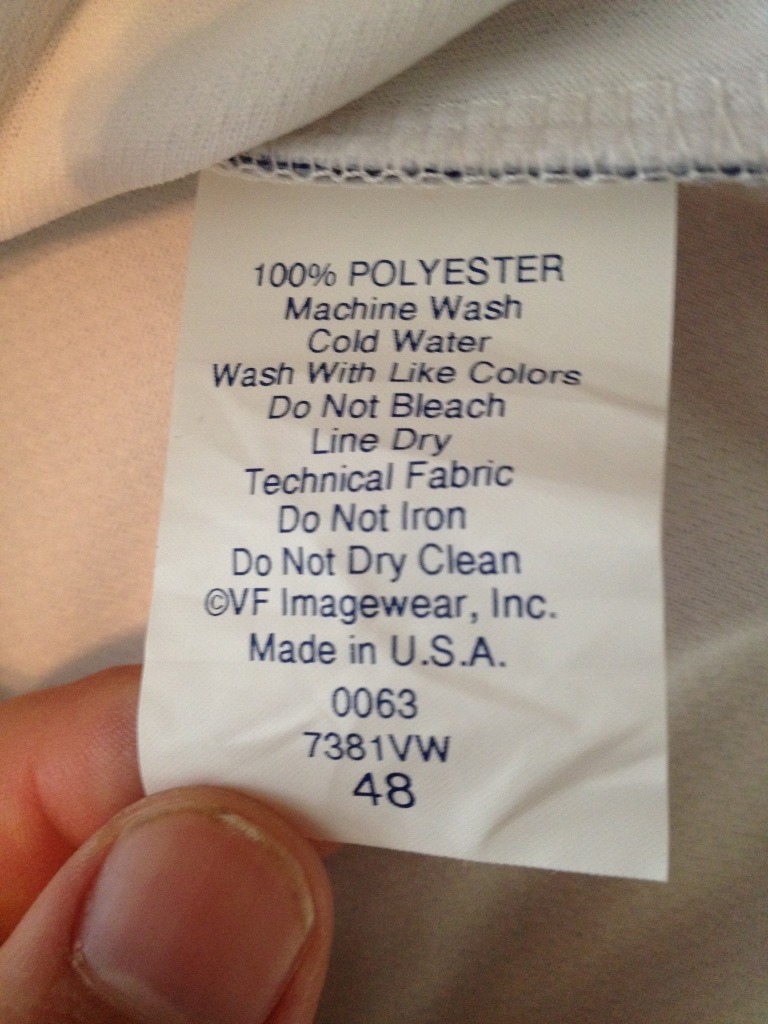 100% POLYESTER
Machine Wash
Cold Water
Wash With Like Colors
Do Not Bleach
Line Dry
Technical Fabric
Do Not Iron
Do Not Dry Clean
©VF Imagewear, Inc.
Made in U.S.A.
0063
7381VW
48